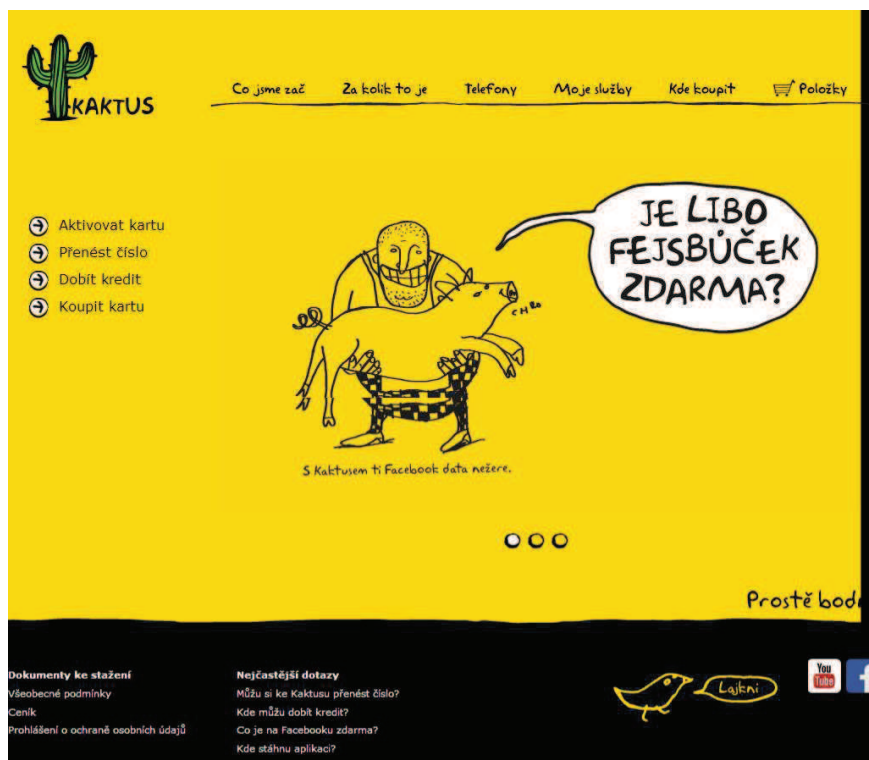 KAKTUS
Co jsme zač
Za kolik to je
Telefony
Moje služby
Kde koupit
Položky
Aktivovat kartu
Přenést číslo
Dobít kredit
Koupit kartu
JE LIBO
FEJSBŮČEK
ZDARMA?
CHRO
S Kaktusem ti Facebook data nežere.
Prostě bod
Dokumenty ke stažení
Všeobecné podmínky
Ceník
Prohlášení o ochraně osobních údajů
Nejčastější dotazy
Můžu si ke Kaktusu přenést číslo?
Kde můžu dobít kredit?
Co je na Facebooku zdarma?
Kde stáhnu aplikaci?
Lajkni
You
Tube
f